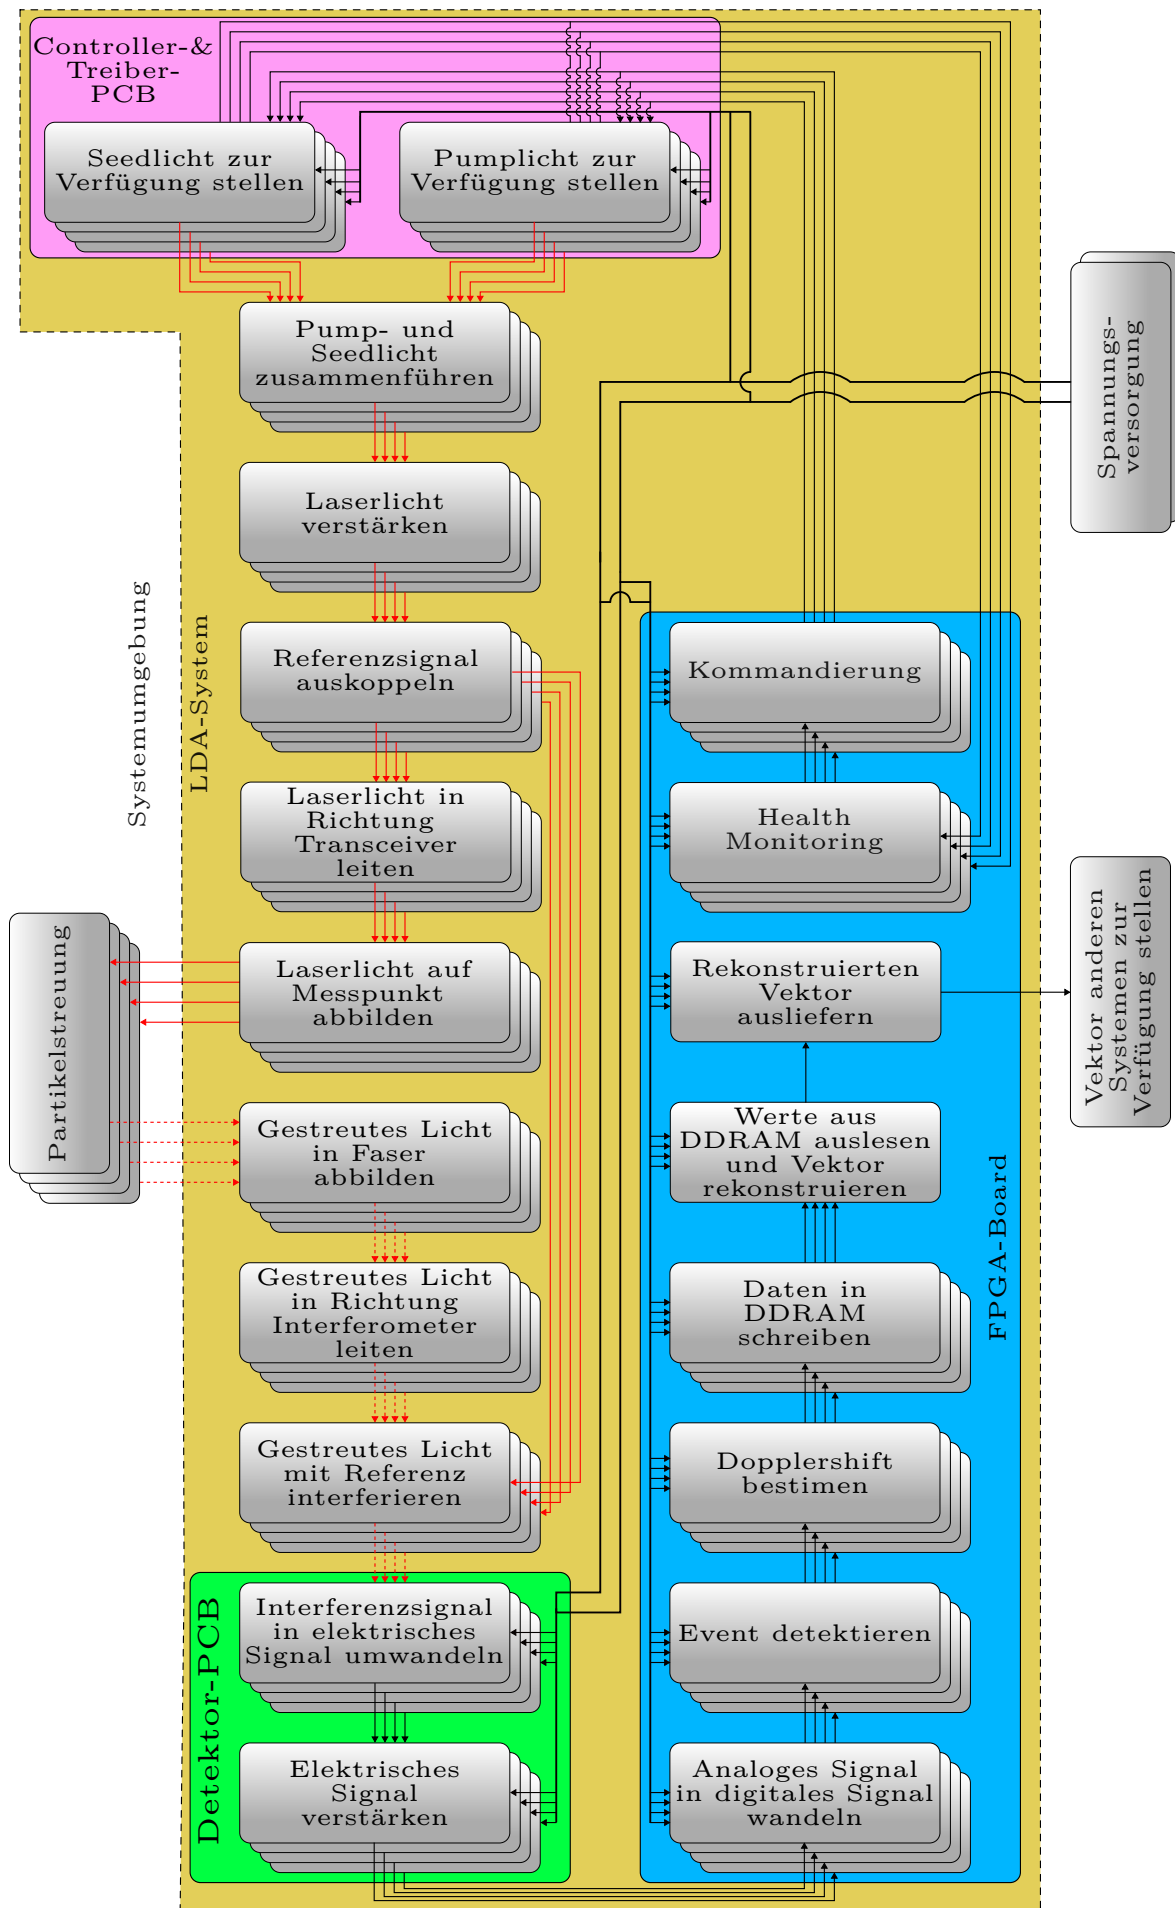 Controller-&
Treiber-
PCB
Seedlicht zur
Verfügung stellen
Pumplicht zur
Verfügung stellen
Pump- und
Seedlicht
zusammenführen
Laserlicht
verstärken
Referenzsignal
auskoppeln
Laserlicht in
Richtung
Transceiver
leiten
Laserlicht auf
Messpunkt
abbilden
Gestreutes Licht
in Faser
abbilden
Gestreutes Licht
in Richtung
Interferometer
leiten
Gestreutes Licht
mit Referenz
interferieren
Detektor-PCB
Interferenzsignal
in elektrisches
Signal umwandeln
Elektrisches
Signal
verstärken
Systemumgebung
LDA-System
Partikelstreuung
Spannungs-
versorgung
Kommandierung
Health
Monitoring
Rekonstruierten
Vektor
ausliefern
Werte aus
DDRAM auslesen
und Vektor
rekonstruieren
Daten in
DDRAM
schreiben
Dopplershift
bestimen
Event detektieren
Analoges Signal
in digitales Signal
wandeln
FPGA-Board
Vektor anderen
Systemen zur
Verfügung stellen